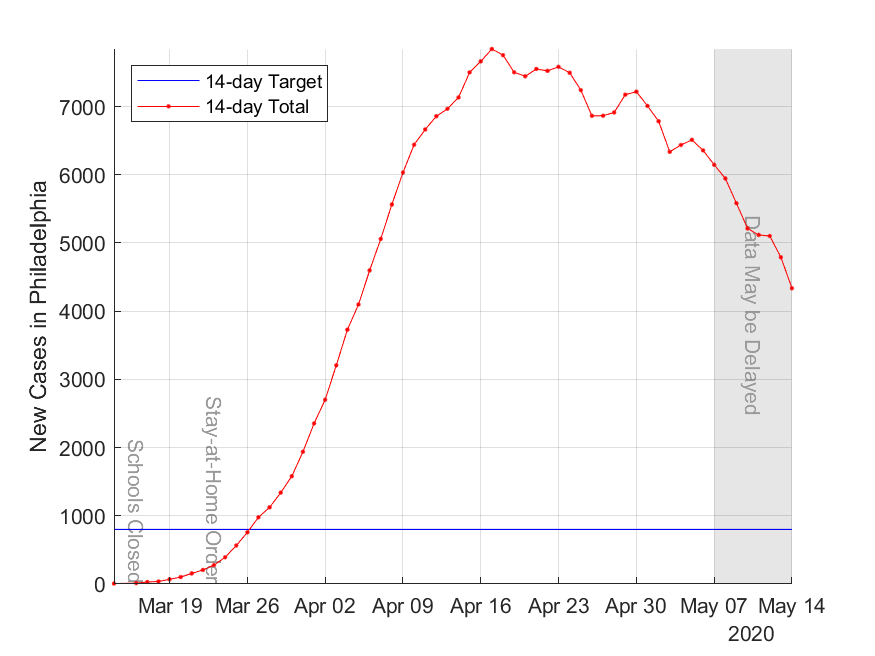 14-day Target
14-day Total
New Cases in Philadelphia
7000
6000
5000
4000
3000
2000
1000
0
Schools Closed
Stay-at-Home Order
Data May be Delayed
Mar 19 Mar 26 Apr 02 Apr 09 Apr 16 Apr 23 Apr 30 May 07 May 14
2020